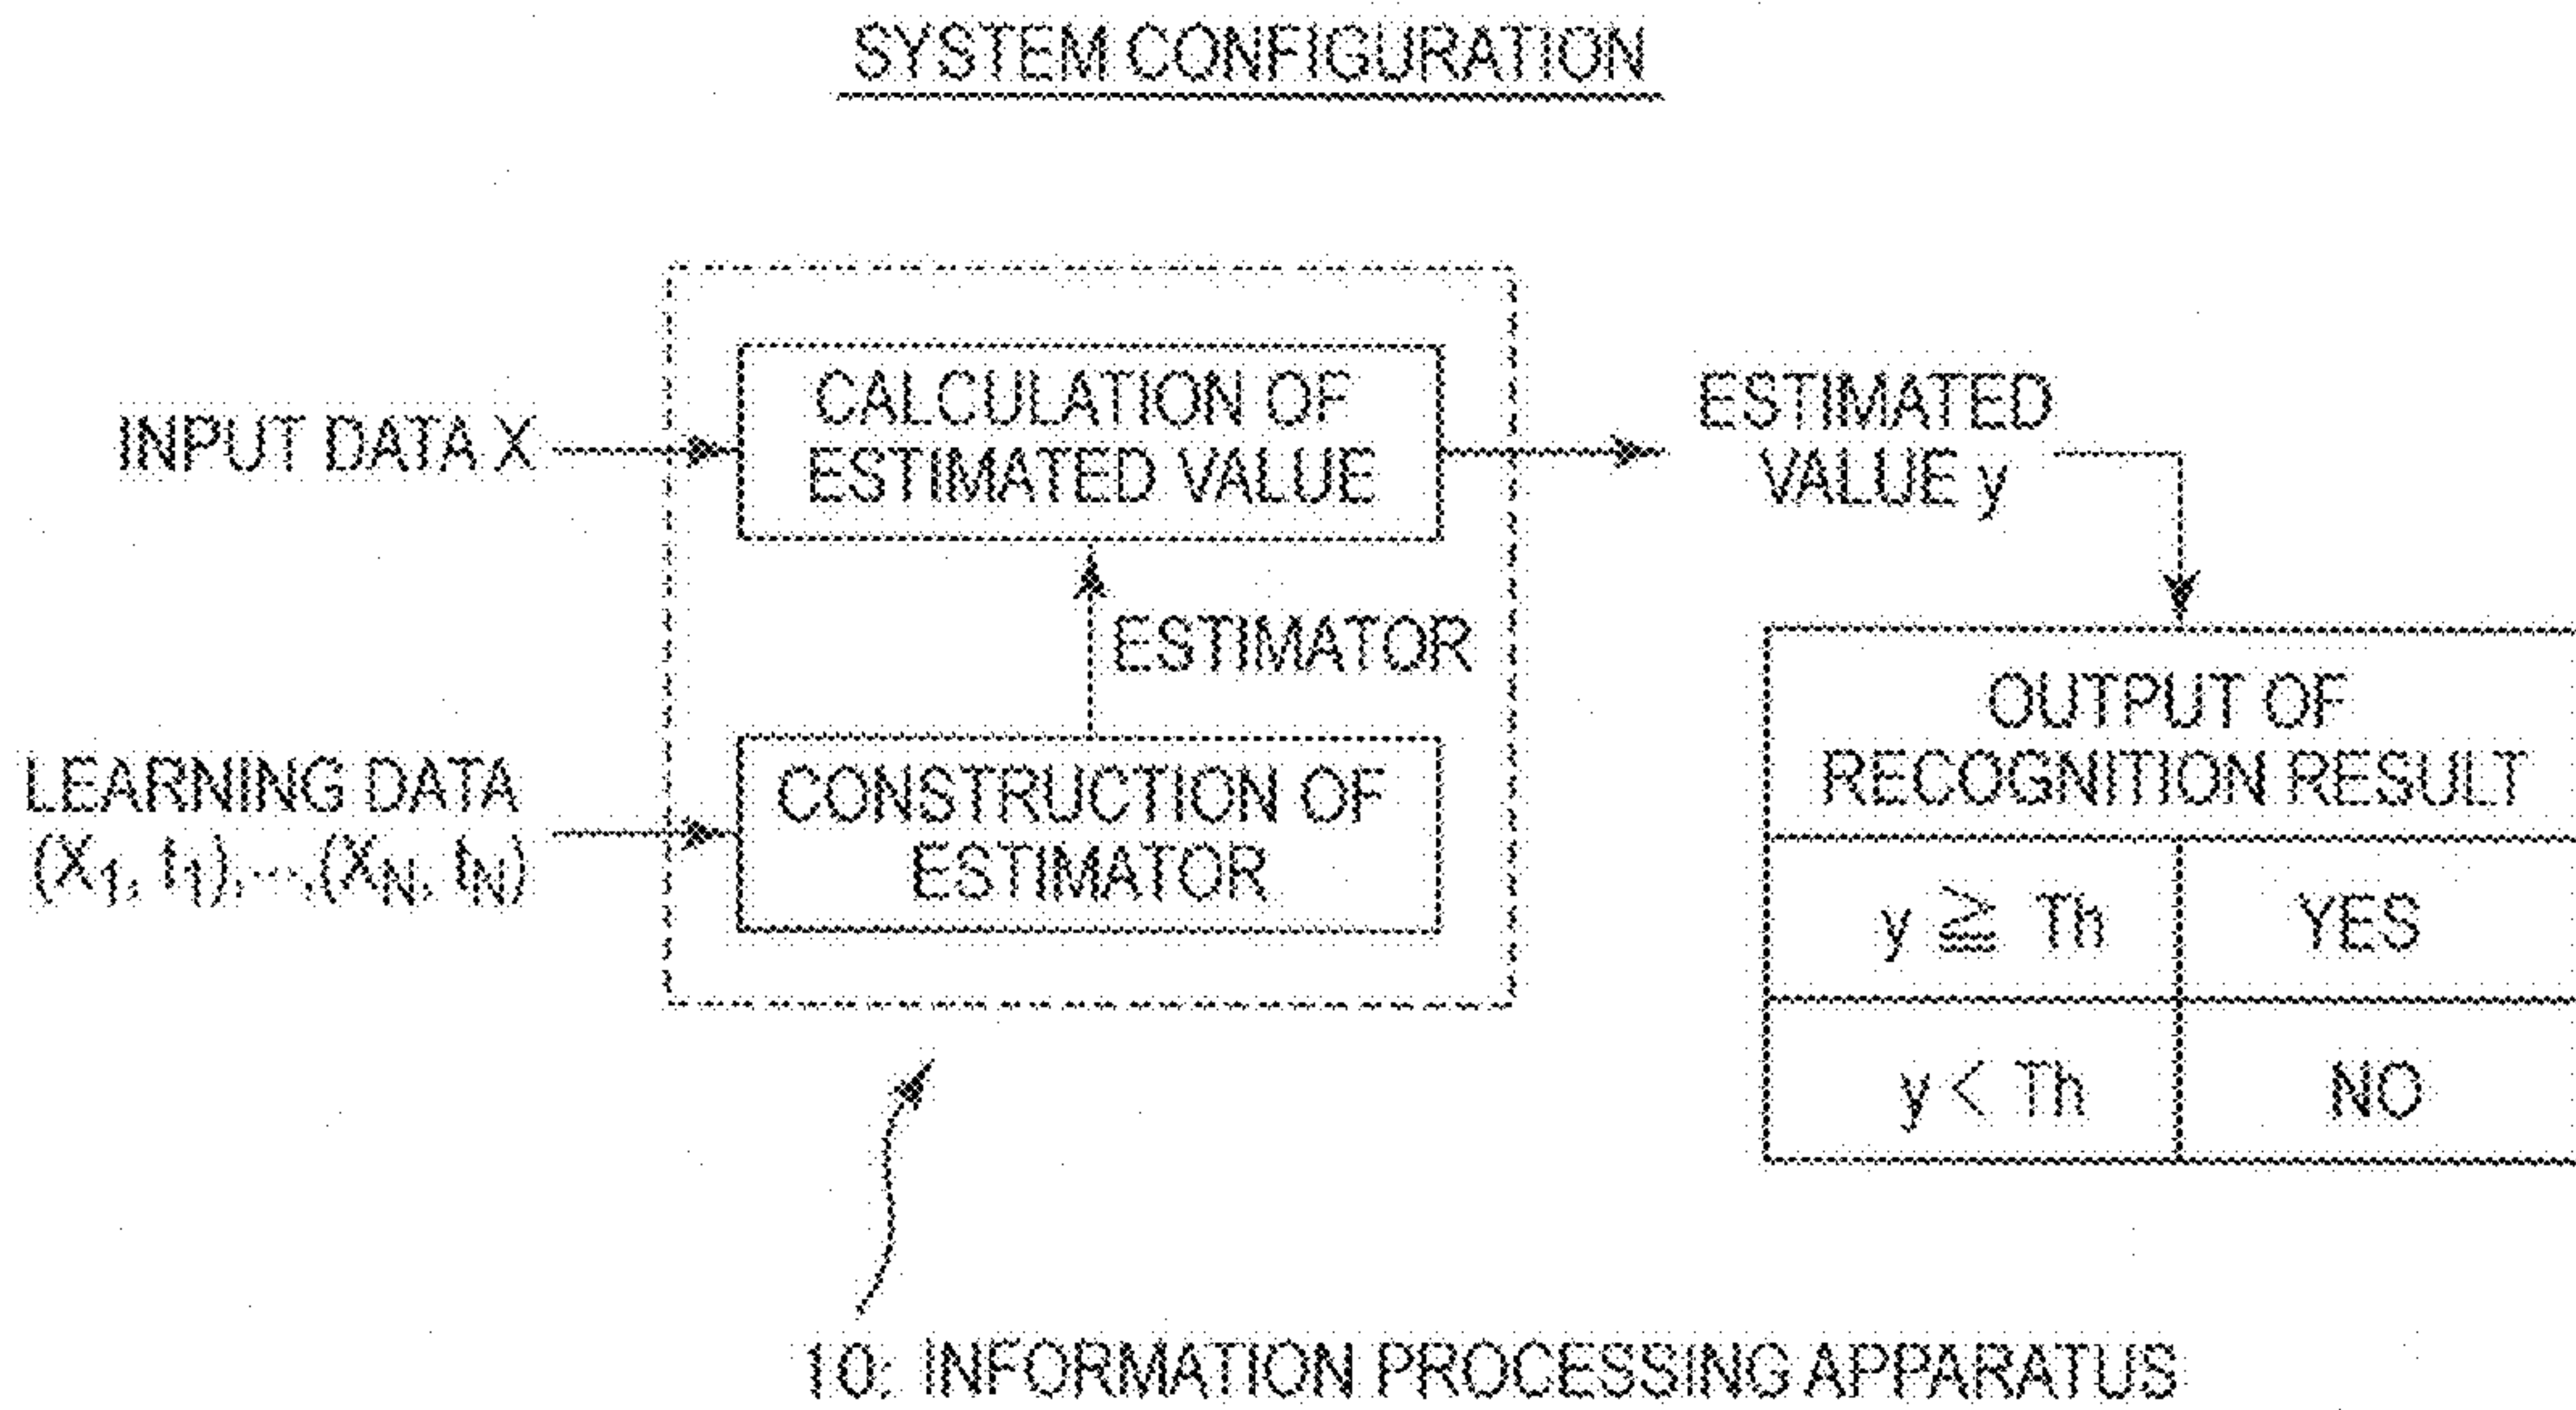 SYSTEM CONFIGURATION
INPUT DATA X
CALCULATION OF
ESTIMATED VALUE
ESTIMATED
VALUE y
ESTIMATOR
LEARNING DATA
(X1, t1),⋯,(XN, tN)
CONSTRUCTION OF
ESTIMATOR
OUTPUT OF
RECOGNITION RESULT
y ≧ Th YES
y < Th NO
10: INFORMATION PROCESSING APPARATUS